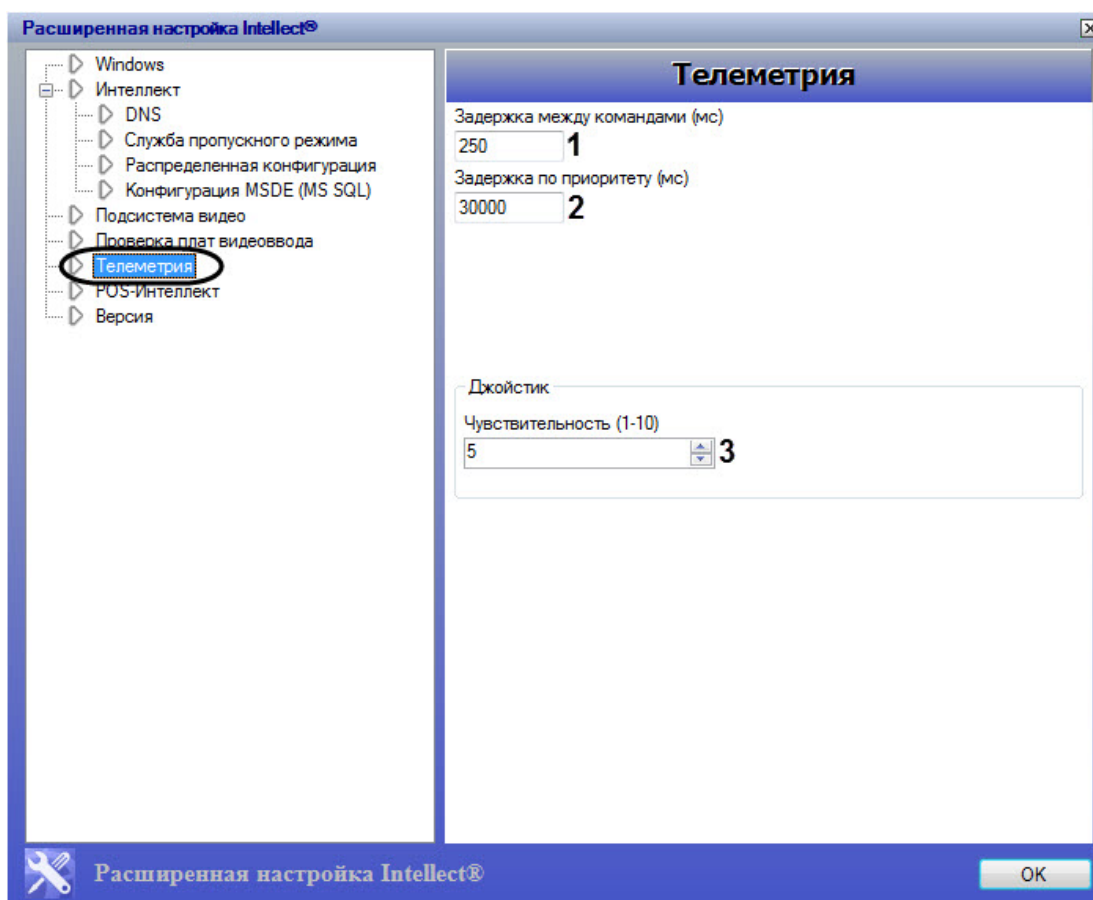 Расширенная настройка Intellect®
Windows
Интеллект
DNS
Служба пропускного режима
Распределенная конфигурация
Конфигурация MSDE (MS SQL)
Подсистема видео
Проверка плат видеоввода
Телеметрия
POS-Интеллект
Версия
Телеметрия
Задержка между командами (мс)
250 1
Задержка по приоритету (мс)
30000 2
Джойстик
Чувствительность (1-10)
5 3
Расширенная настройка Intellect®
OK